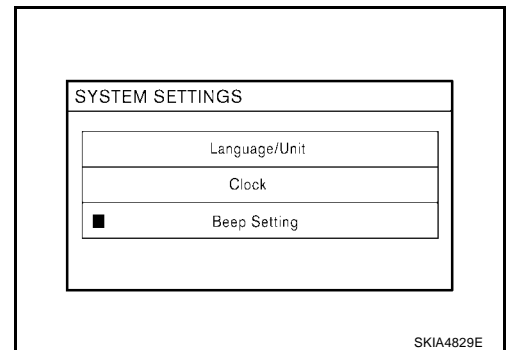 SYSTEM SETTINGS
Language/Unit
Clock
Beep Setting
SKIA4829E